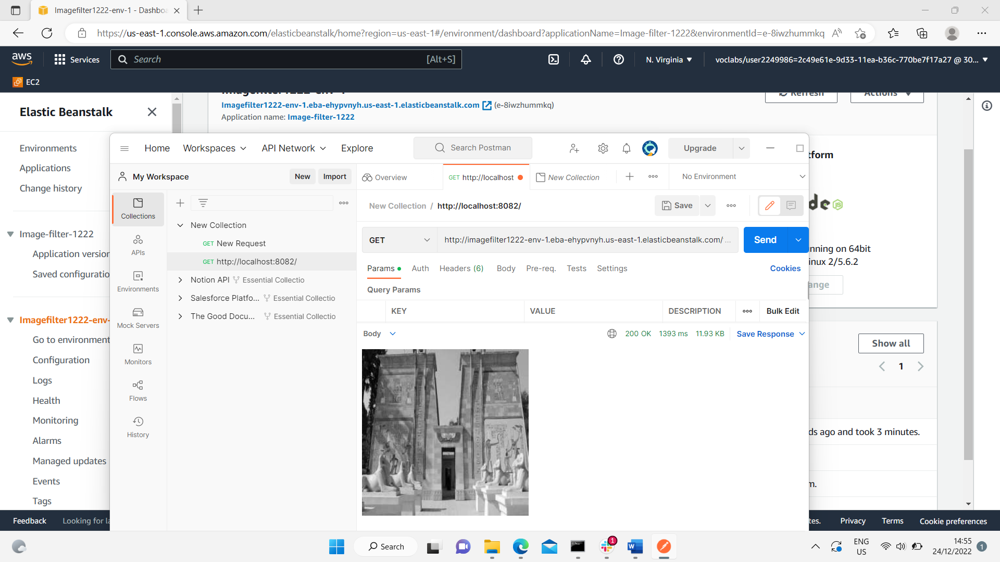 Imagefilter1222-env-1 - Dashboa
https://us-east-1.console.aws.amazon.com/elasticbeanstalk/home?region=us-east-1#/environment/dashboard?applicationName=Image-filter-1222&environmentId=e-8iwzhummkq
aws
Services
Search
[Alt+S]
N. Virginia
voclabs/user2249986=2c49e61e-9d33-11ea-b36c-770be7f17a27 @ 30...
EC2
Elastic Beanstalk
Imagefilter1222-env-1
Refresh
Actions
Imagefilter1222-env-1.eba-ehypvnyh.us-east-1.elasticbeanstalk.com (e-8iwzhummkq)
Application name: Image-filter-1222
Environments
Applications
Change history
Image-filter-1222
Application version
Saved configuratio
Imagefilter1222-env-
Go to environment
Configuration
Logs
Health
Monitoring
Alarms
Managed updates
Events
Tags
Home
Workspaces
API Network
Explore
Search Postman
Upgrade
My Workspace
New
Import
Overview
GET http://localhost
New Collection
No Environment
Collections
APIs
Environments
Mock Servers
Monitors
Flows
History
New Collection
GET New Request
GET http://localhost:8082/
Notion API Essential Collectio
Salesforce Platfo... Essential Collectio
The Good Docu... Essential Collectio
New Collection / http://localhost:8082/
Save
GET
http://imagefilter1222-env-1.eba-ehypvnyh.us-east-1.elasticbeanstalk.com/ ...
Send
Params
Auth
Headers (6)
Body
Pre-req.
Tests
Settings
Cookies
Query Params
KEY
VALUE
DESCRIPTION
Bulk Edit
Body
200 OK
1393 ms
11.93 KB
Save Response
tform
de
JS
nning on 64bit
inux 2/5.6.2
ange
Show all
1
ds ago and took 3 minutes.
m.
Feedback
Looking for la
tes.
Privacy
Terms
Cookie preferences
Search
1
ENG
US
14:55
24/12/2022
1